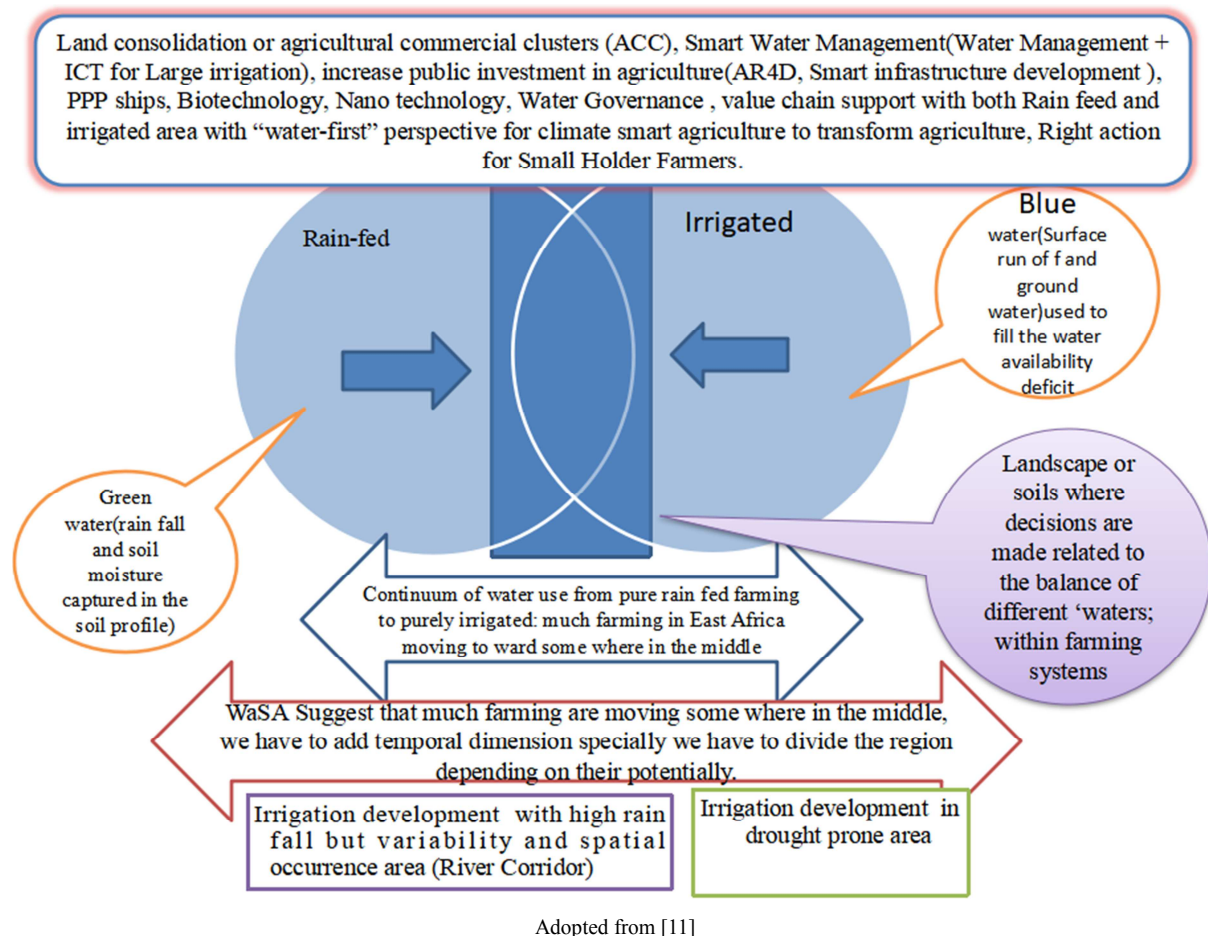 Land consolidation or agricultural commercial clusters (ACC), Smart Water Management(Water Management +
ICT for Large irrigation), increase public investment in agriculture(AR4D, Smart infrastructure development ),
PPP ships, Biotechnology, Nano technology, Water Governance , value chain support with both Rain feed and
irrigated area with “water-first” perspective for climate smart agriculture to transform agriculture, Right action
for Small Holder Farmers.
Rain-fed
Irrigated
Blue
water(Surface
run of f and
ground
water)used to
fill the water
availability
deficit
Green
water(rain fall
and soil
moisture
captured in the
soil profile)
Landscape or
soils where
decisions are
made related to
the balance of
different ‘waters;
within farming
systems
Continuum of water use from pure rain fed farming
to purely irrigated: much farming in East Africa
moving to ward some where in the middle
WaSA Suggest that much farming are moving some where in the middle,
we have to add temporal dimension specially we have to divide the region
depending on their potentially.
Irrigation development with high rain
fall but variability and spatial
occurrence area (River Corridor)
Irrigation development in
drought prone area
Adopted from [11]